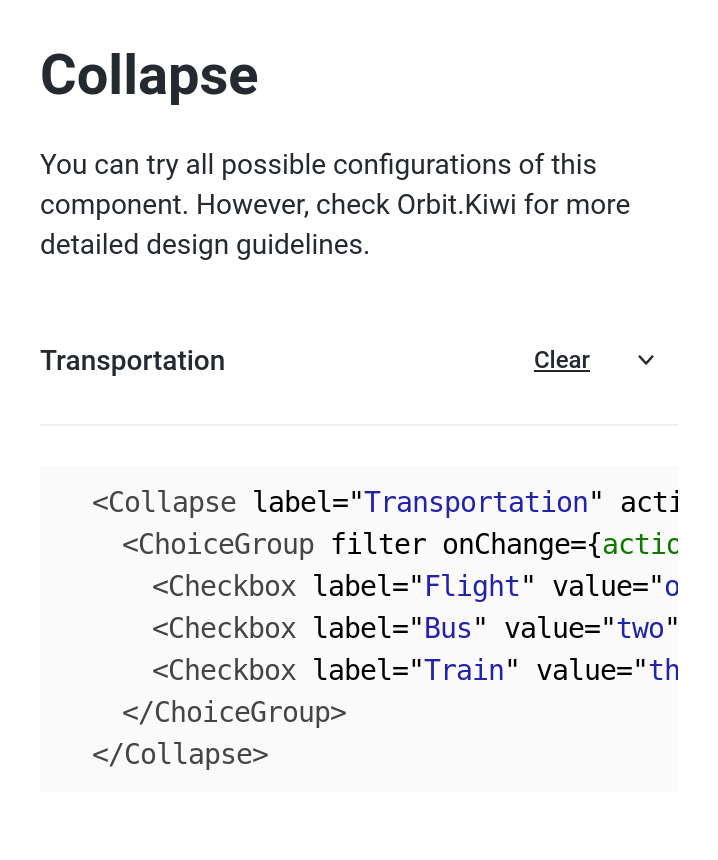 Collapse
You can try all possible configurations of this
component. However, check Orbit.Kiwi for more
detailed design guidelines.
Transportation Clear
<Collapse label="Transportation" acti
<ChoiceGroup filter onChange={actio
<Checkbox label="Flight" value="o
<Checkbox label="Bus" value="two"
<Checkbox label="Train" value="th
</ChoiceGroup>
</Collapse>